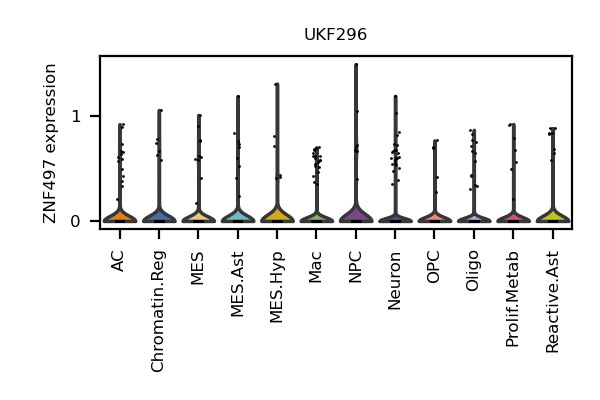 UKF296
ZNF497 expression
1
0
AC
Chromatin.Reg
MES
MES.Ast
MES.Hyp
Mac
NPC
Neuron
OPC
Oligo
Prolif.Metab
Reactive.Ast